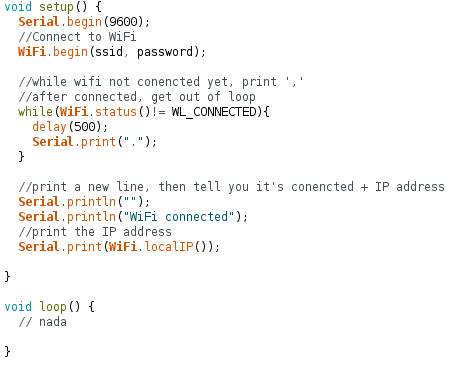 void setup() {
  Serial.begin(9600);
  //Connect to WiFi
  WiFi.begin(ssid, password);

  //while wifi not conencted yet, print '.'
  //after connected, get out of loop
  while(WiFi.status()!= WL_CONNECTED){
    delay(500);
    Serial.print(".");
  }

  //print a new line, then tell you it's conencted + IP address
  Serial.println("");
  Serial.println("WiFi connected");
  //print the IP address
  Serial.print(WiFi.localIP());

}

void loop() {
  // nada

}